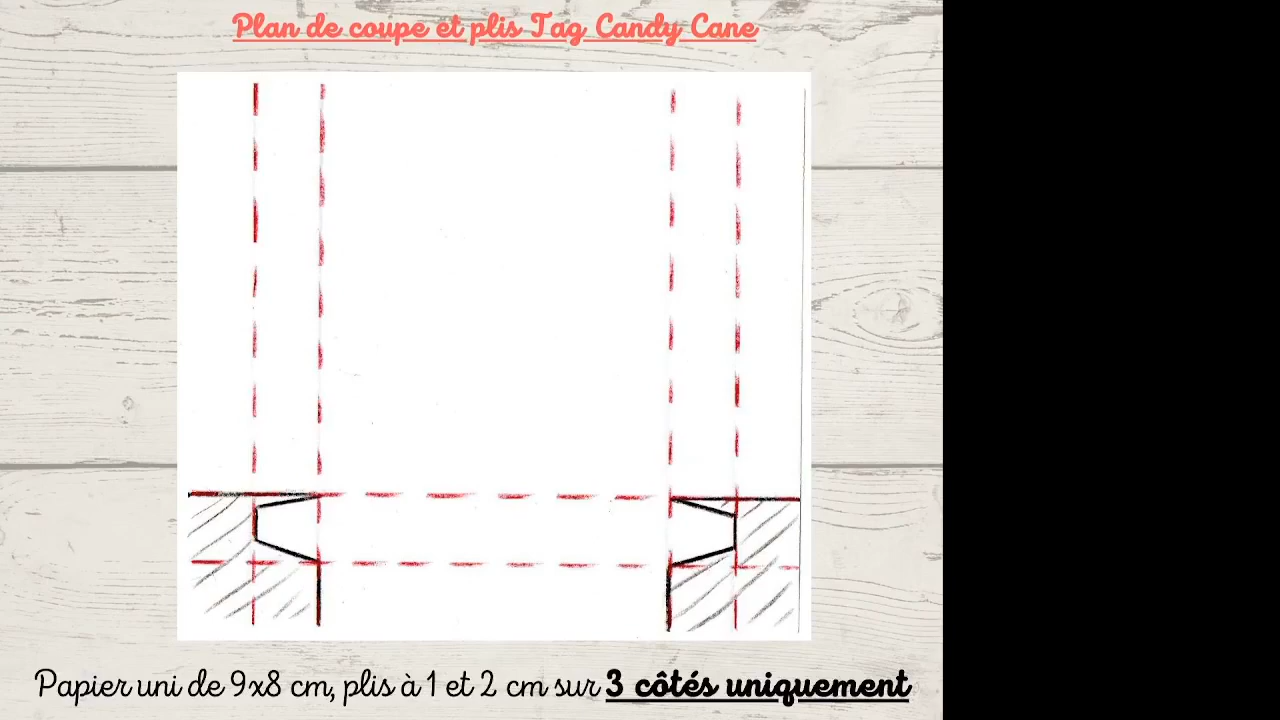 Plan de coupe et plis Tag Candy Cane
Papier uni de 9x8 cm, plis à 1 et 2 cm sur 3 côtés uniquement